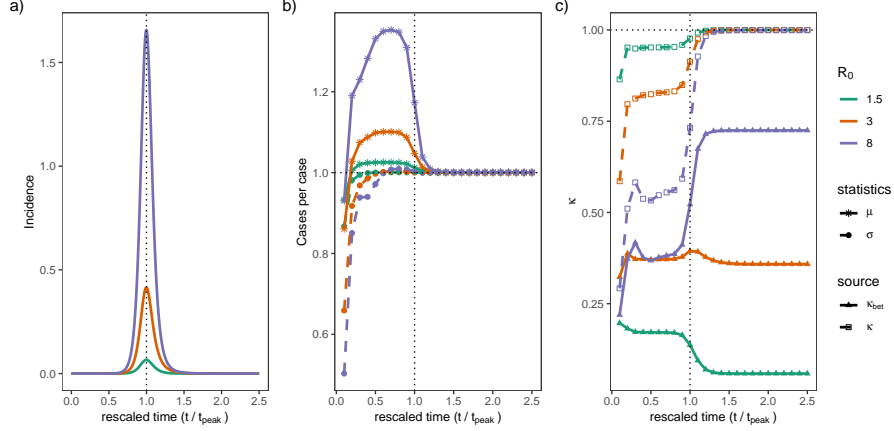 a)
b)
c)
Incidence
1.5
1.0
0.5
0.0
0.0 0.5 1.0 1.5 2.0 2.5
rescaled time (t / t_peak)
Cases per case
1.2
1.0
0.8
0.6
0.0 0.5 1.0 1.5 2.0 2.5
rescaled time (t / t_peak)
κ
1.00
0.75
0.50
0.25
0.0 0.5 1.0 1.5 2.0 2.5
rescaled time (t / t_peak)
R₀
1.5
3
8
statistics
μ
σ
source
κ_bet
κ